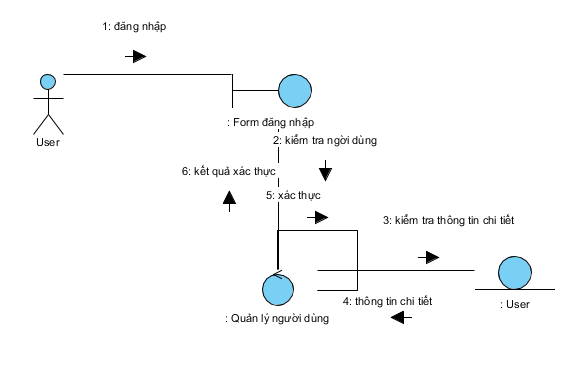 1: đăng nhập
User
: Form đăng nhập
2: kiểm tra ngời dùng
6: kết quả xác thực
5: xác thực
3: kiểm tra thông tin chi tiết
4: thông tin chi tiết
: User
: Quản lý người dùng